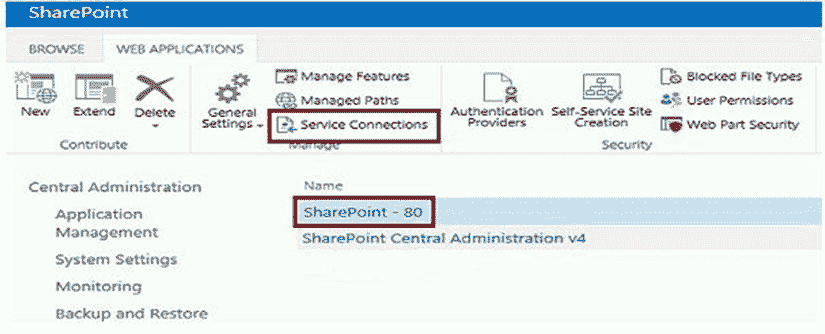 SharePoint
BROWSE WEB APPLICATIONS
New
Extend
Delete
General
Settings
Manage Features
Managed Paths
Service Connections
Authentication
Providers
Self-Service Site
Creation
Blocked File Types
User Permissions
Web Part Security
Contribute
Manage
Security
Central Administration
Application
Management
System Settings
Monitoring
Backup and Restore
Name
SharePoint - 80
SharePoint Central Administration v4